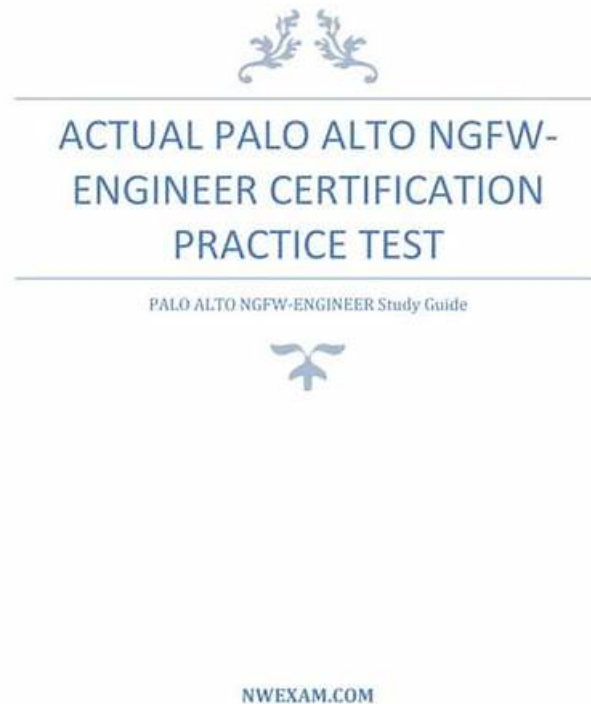 ACTUAL PALO ALTO NGFW-
ENGINEER CERTIFICATION
PRACTICE TEST
PALO ALTO NGFW-ENGINEER Study Guide
NWEXAM.COM